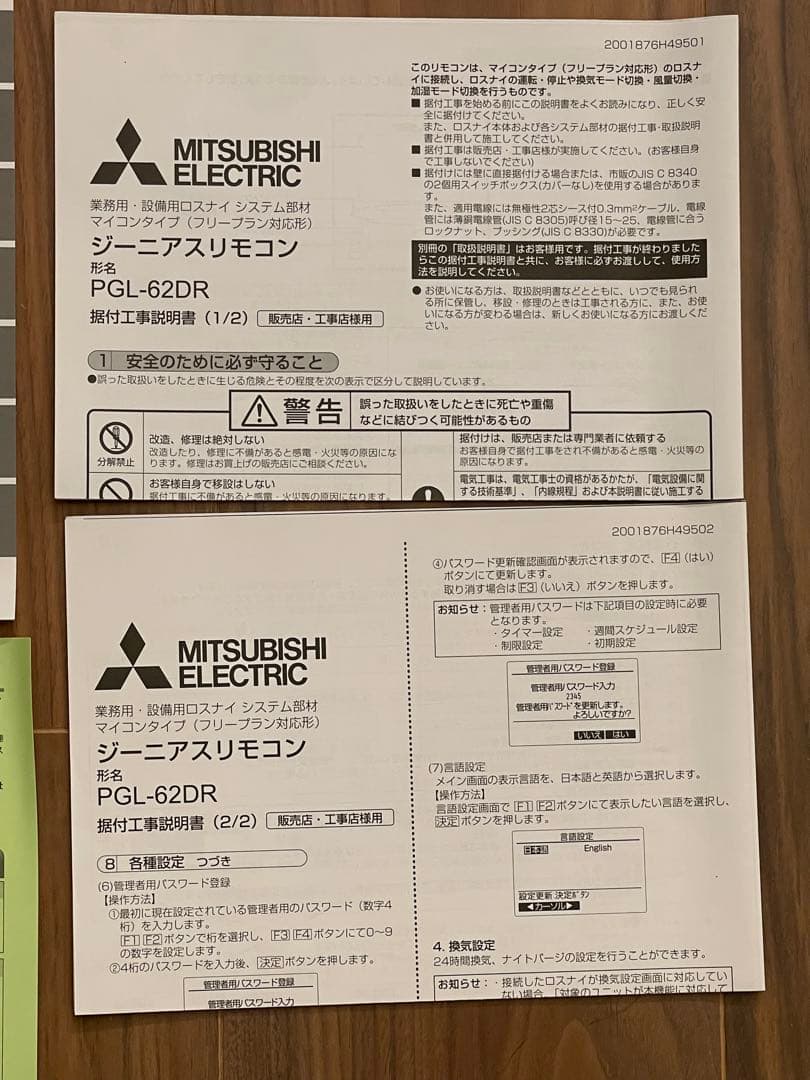 2001876H49501
MITSUBISHI
ELECTRIC
業務用・設備用ロスナイ システム部材
マイコンタイプ（フリープラン対応形）
ジーニアスリモコン
形名
PGL-62DR
据付工事説明書（1/2） 販売店・工事店様用
このリモコンは、マイコンタイプ（フリープラン対応形）のロスナ
イに接続し、ロスナイの運転・停止や換気モード切換・風量切換・
加湿モード切換を行うものです。
■ 据付工事を始める前にこの説明書をよくお読みになり、正しく安
全に据付けてください。
また、ロスナイ本体および各システム部材の据付工事・取扱説明
書と併用して施工してください。
■ 据付工事は販売店・工事店様が実施してください。(お客様自身
で工事しないでください)
■ 据付けには壁に直接据付ける場合または、市販のJIS C 8340
の2個用スイッチボックス(カバーなし)を使用する場合がありま
す。
また、適用電線には無極性2芯シース付0.3mm²ケーブル、電線
管には薄鋼電線管(JIS C 8305)呼び径15～25、電線管に合う
ロックナット、ブッシング(JIS C 8330)が必要です。
別冊の「取扱説明書」はお客様用です。据付工事が終わりました
らこの据付工事説明書と共に、お客様に必ずお渡しして、使用方
法を説明してください。
● お使いになる方は、取扱説明書などとともに、いつでも見られ
る所に保管し、移設・修理のときは工事される方に、また、お使
いになる方が変わる場合は、新しくお使いになる方にお渡しくだ
さい。
1 安全のために必ず守ること
●誤った取扱いをしたときに生じる危険とその程度を次の表示で区分して説明しています。
警告 誤った取扱いをしたときに死亡や重傷
などに結びつく可能性があるもの
分解禁止
改造、修理は絶対しない
改造したり、修理に不備があると感電・火災等の原因にな
ります。修理はお買上げの販売店にご相談ください。
お客様自身で移設はしない
据付工事に不備があると感電・火災等の原因になります。
据付けは、販売店または専門業者に依頼する
お客様自身で据付工事をされ不備があると感電・火災等の
原因になります。
電気工事は、電気工事士の資格があるかたが、「電気設備に関
する技術基準」、「内線規程」および本説明書に従い施工する
2001876H49502
MITSUBISHI
ELECTRIC
業務用・設備用ロスナイ システム部材
マイコンタイプ（フリープラン対応形）
ジーニアスリモコン
形名
PGL-62DR
据付工事説明書（2/2） 販売店・工事店様用
8 各種設定 つづき
(6)管理者用パスワード登録
【操作方法】
①最初に現在設定されている管理者用のパスワード（数字4
桁）を入力します。
F1 F2 ボタンで桁を選択し、F3 F4 ボタンにて0～9
の数字を設定します。
②4桁のパスワードを入力後、決定 ボタンを押します。
管理者用パスワード登録
管理者用パスワード入力
④パスワード更新確認画面が表示されますので、F4（はい）
ボタンにて更新します。
取り消す場合は F3（いいえ）ボタンを押します。
お知らせ：管理者用パスワードは下記項目の設定時に必要
となります。
・タイマー設定 ・週間スケジュール設定
・制限設定 ・初期設定
管理者用パスワード登録
管理者用パスワード入力
2345
管理者用パスワードを更新します。
よろしいですか?
いいえ はい
(7)言語設定
メイン画面の表示言語を、日本語と英語から選択します。
【操作方法】
言語設定画面で F1 F2 ボタンにて表示したい言語を選択し、
決定 ボタンを押します。
言語設定
日本語 English
設定更新:決定ボタン
◀カーソル▶
4. 換気設定
24時間換気、ナイトパージの設定を行うことができます。
お知らせ：・接続したロスナイが換気設定画面に対応してい
ない場合、「対象のユニットが本機能に対応して